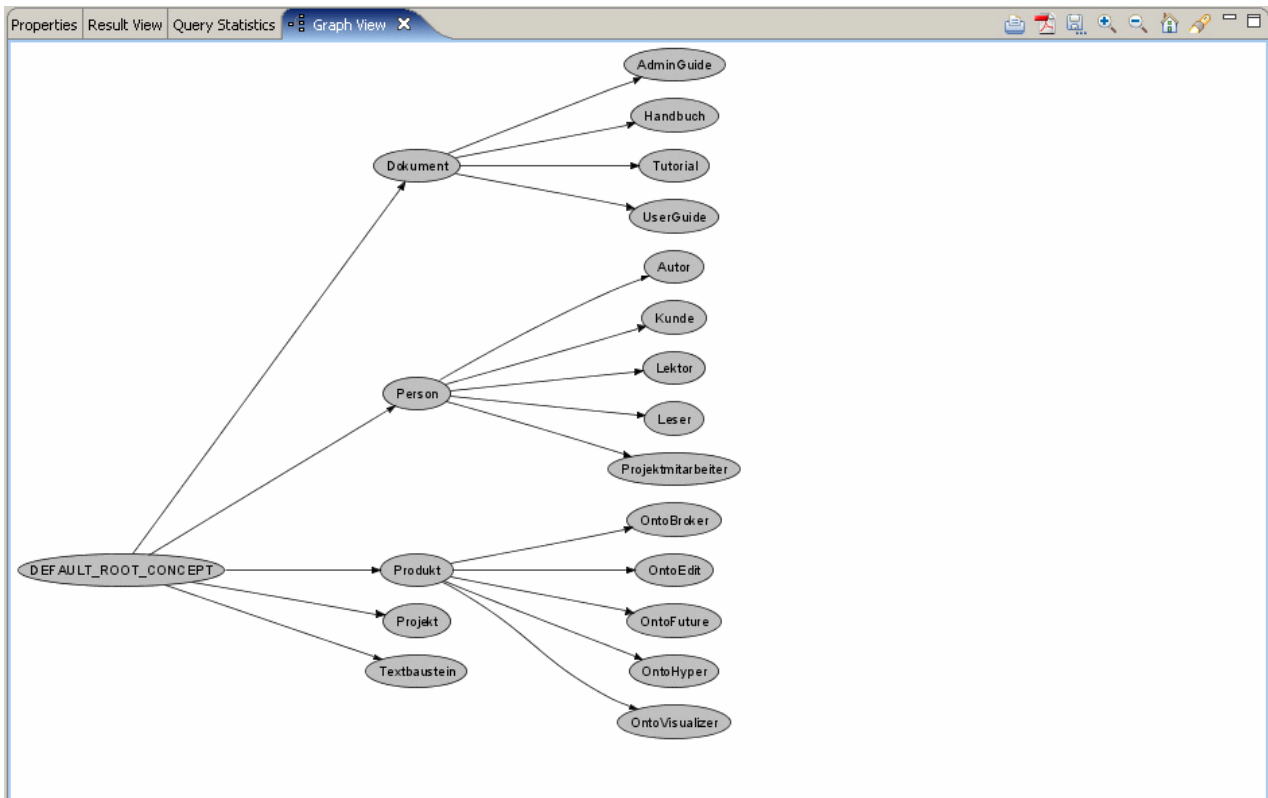 Properties Result View Query Statistics Graph View
AdminGuide
Handbuch
Dokument
Tutorial
UserGuide
Autor
Kunde
Lektor
Person
Leser
Projektmitarbeiter
OntoBroker
DEFAULT_ROOT_CONCEPT
Produkt
OntoEdit
Projekt
OntoFuture
Textbaustein
OntoHyper
OntoVisualizer